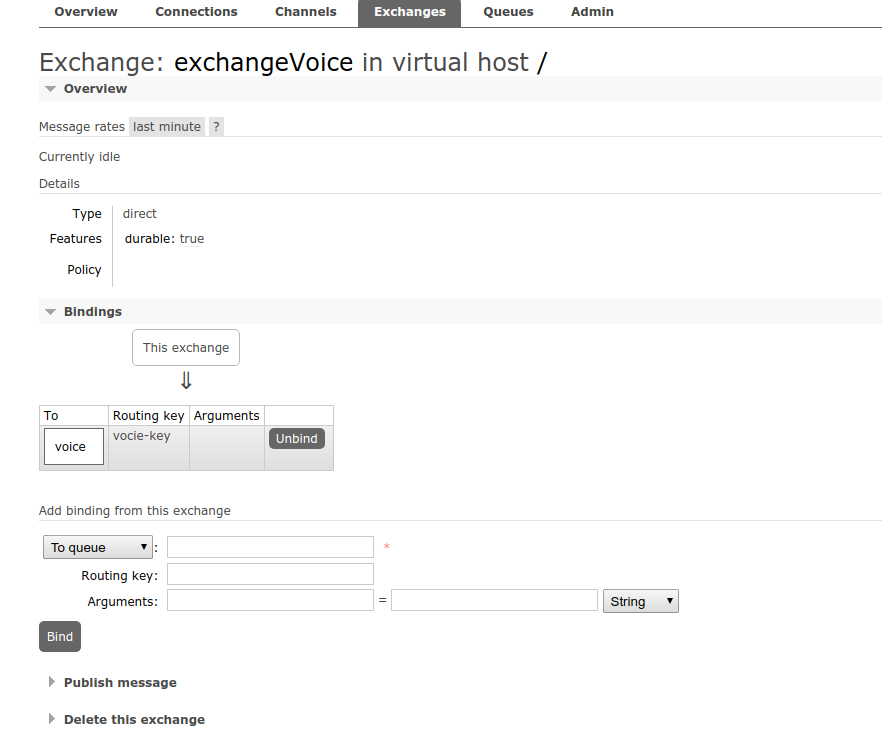 Overview Connections Channels Exchanges Queues Admin
Exchange: exchangeVoice in virtual host /
Overview
Message rates last minute ?
Currently idle
Details
Type direct
Features durable: true
Policy
Bindings
This exchange
⇓
To Routing key Arguments
voice vocie-key Unbind
Add binding from this exchange
To queue : *
Routing key:
Arguments: = String
Bind
Publish message
Delete this exchange